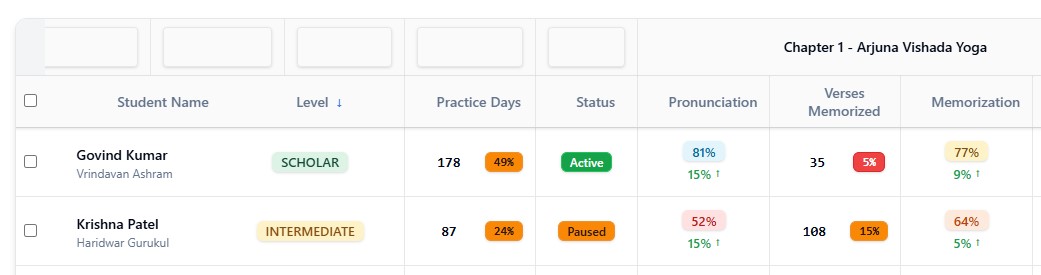 Chapter 1 - Arjuna Vishada Yoga
Student Name Level ↓ Practice Days Status Pronunciation Verses Memorized Memorization
Govind Kumar SCHOLAR 178 49% Active 81% 35 5% 77%
Vrindavan Ashram 15% ↑ 9% ↑
Krishna Patel INTERMEDIATE 87 24% Paused 52% 108 15% 64%
Haridwar Gurukul 15% ↑ 5% ↑